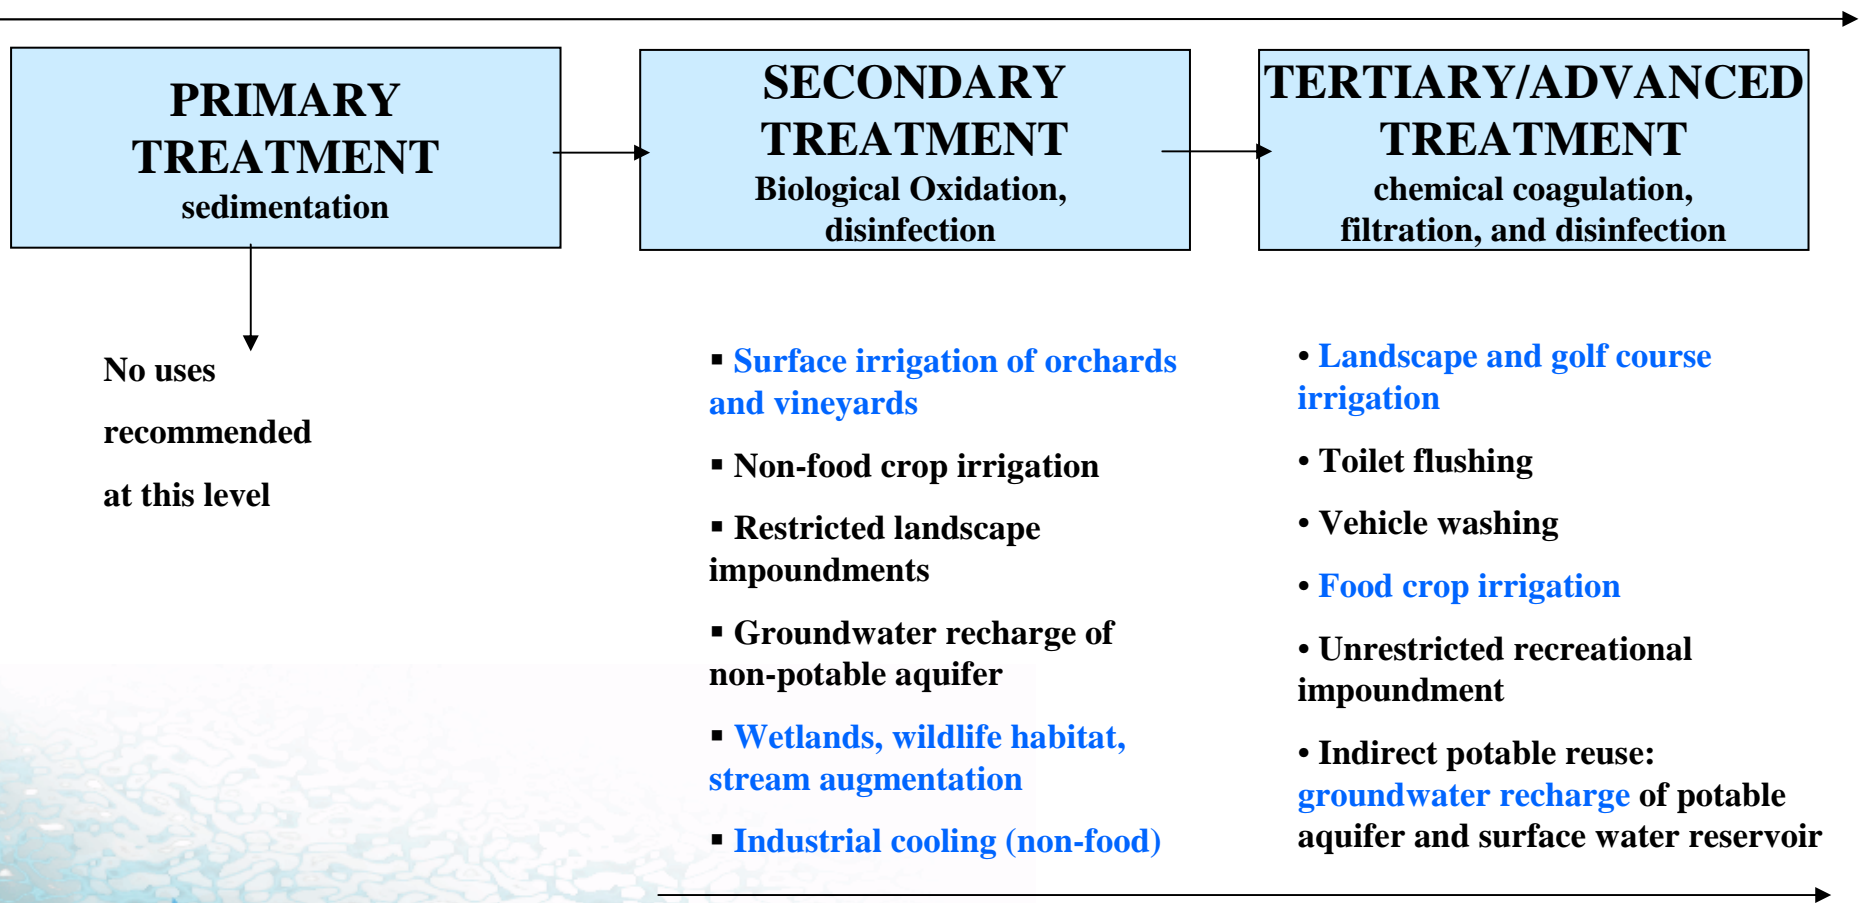 PRIMARY
TREATMENT
sedimentation
No uses
recommended
at this level
SECONDARY
TREATMENT
Biological Oxidation,
disinfection
▪ Surface irrigation of orchards
and vineyards
▪ Non-food crop irrigation
▪ Restricted landscape
impoundments
▪ Groundwater recharge of
non-potable aquifer
▪ Wetlands, wildlife habitat,
stream augmentation
▪ Industrial cooling (non-food)
TERTIARY/ADVANCED
TREATMENT
chemical coagulation,
filtration, and disinfection
• Landscape and golf course
irrigation
• Toilet flushing
• Vehicle washing
• Food crop irrigation
• Unrestricted recreational
impoundment
• Indirect potable reuse:
groundwater recharge of potable
aquifer and surface water reservoir